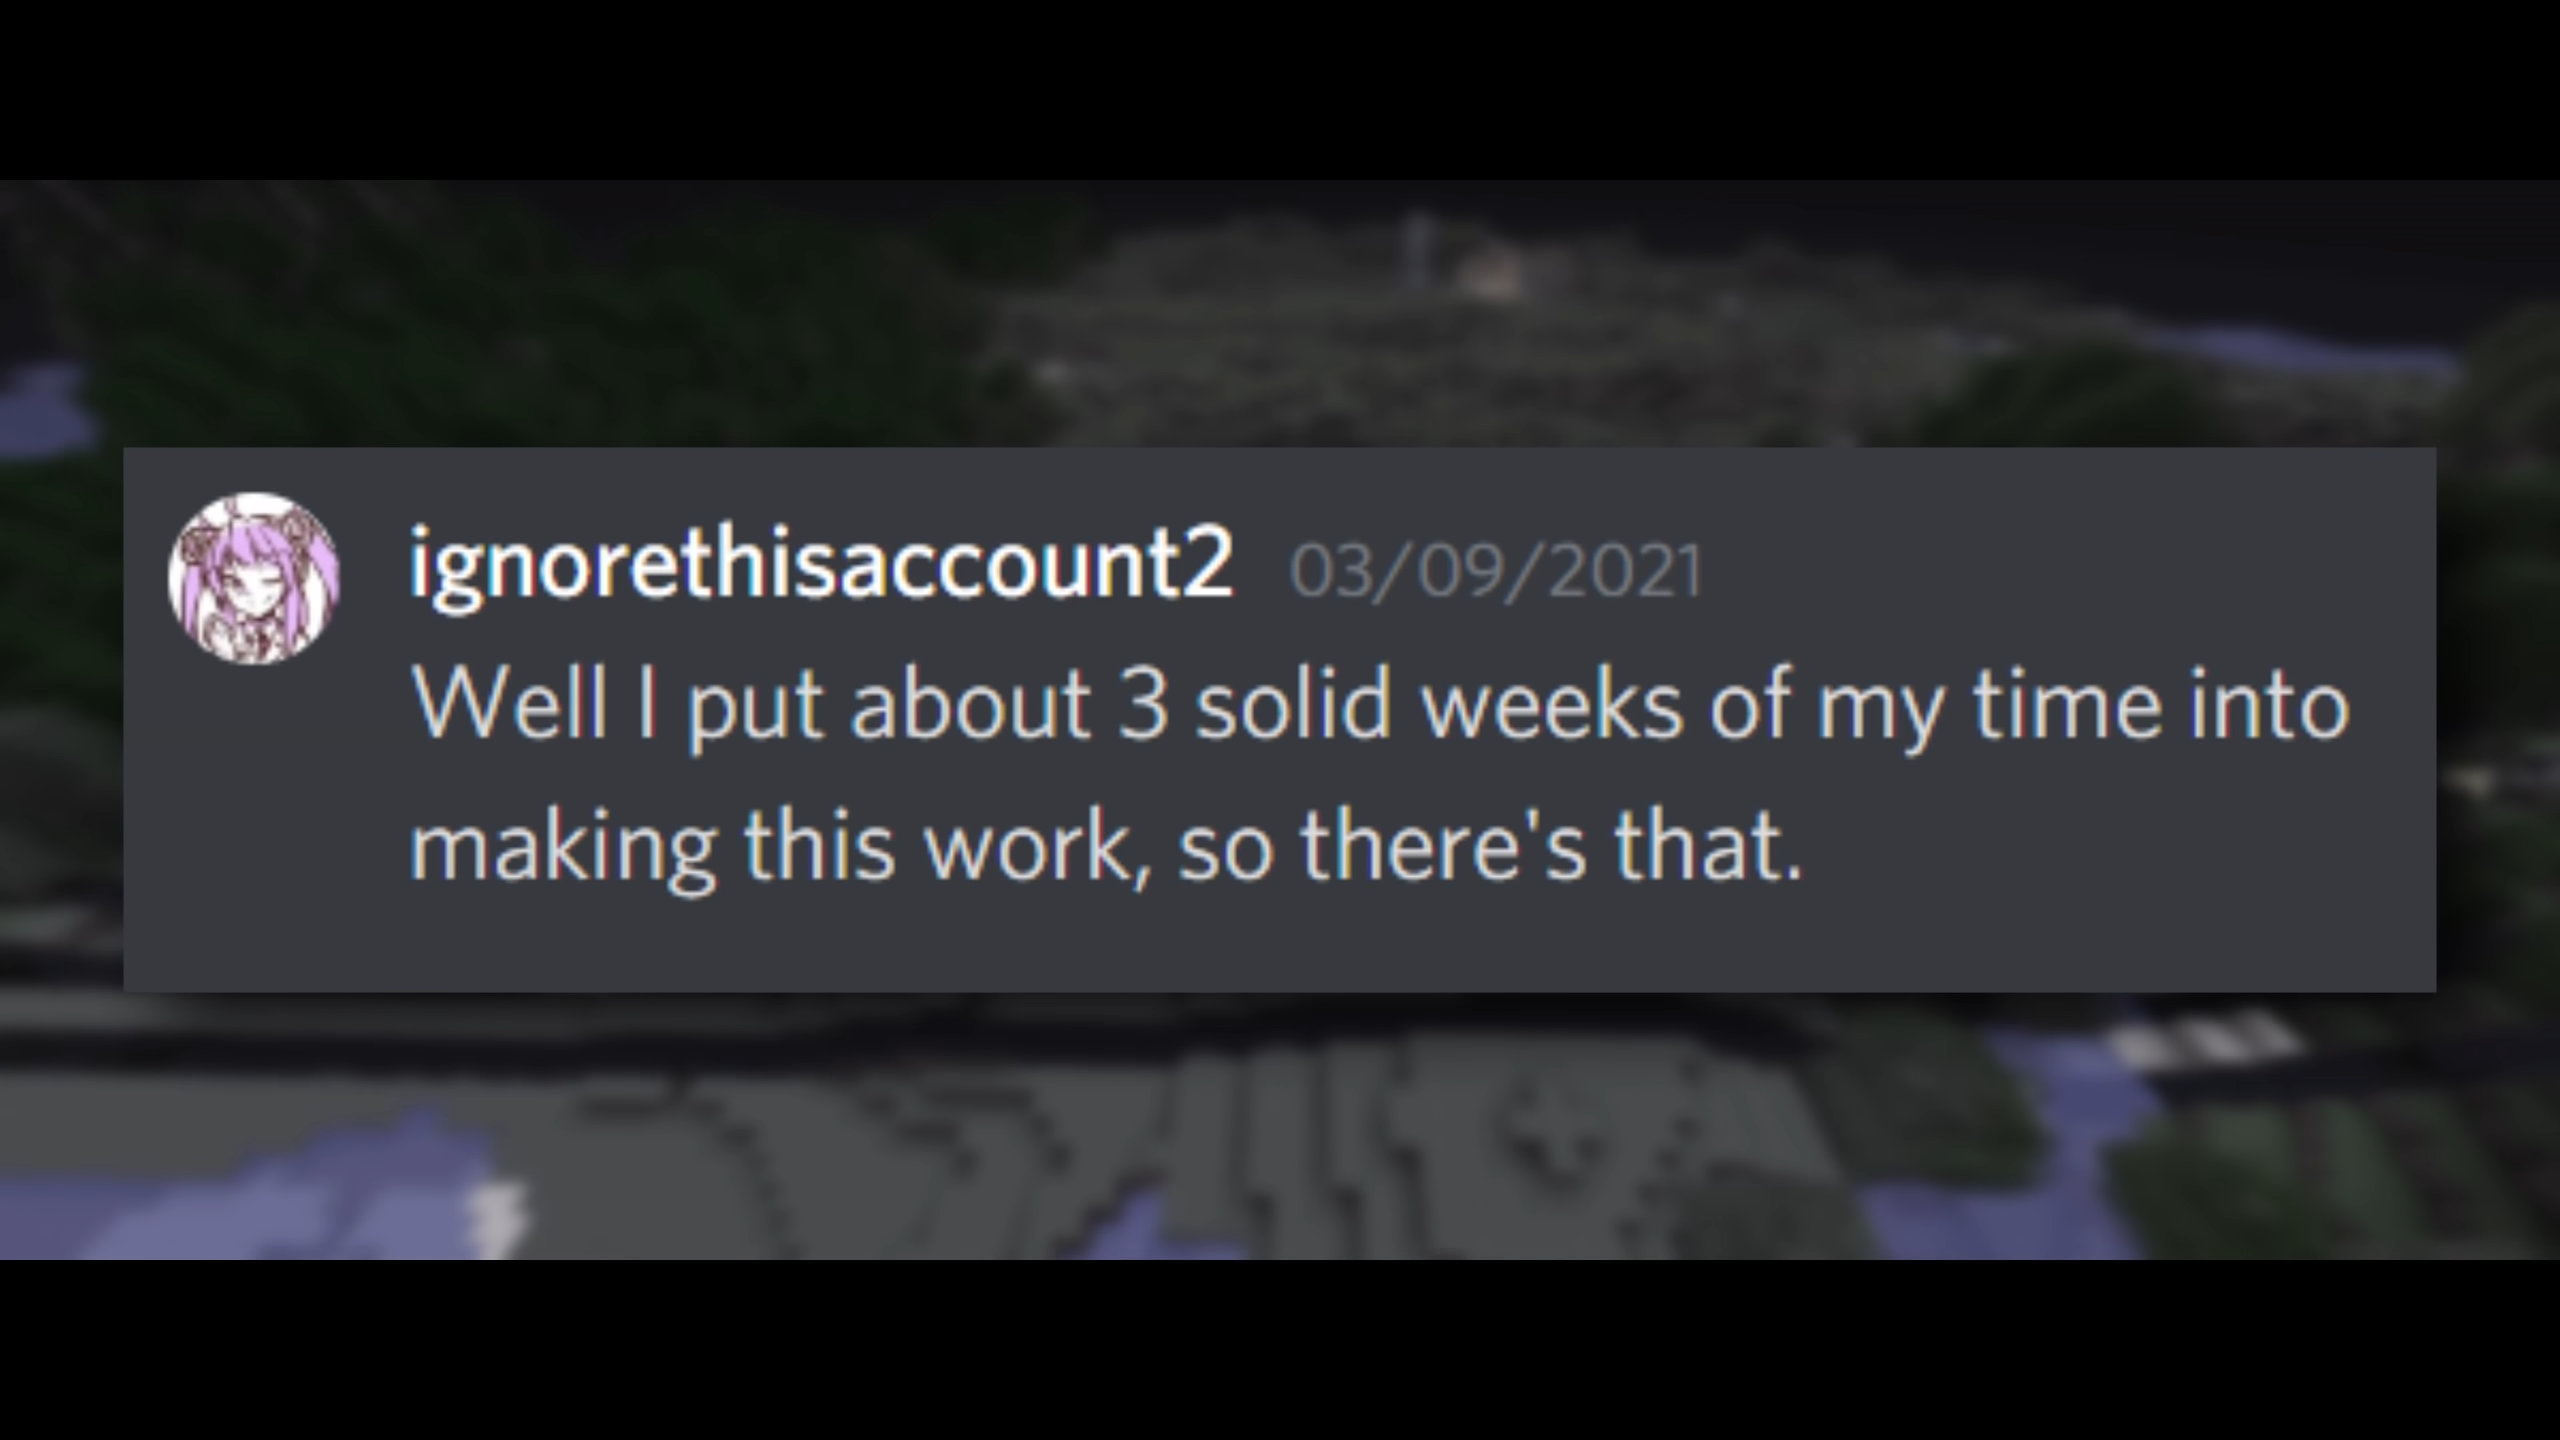 ignorethisaccount2 03/09/2021
Well I put about 3 solid weeks of my time into
making this work, so there's that.